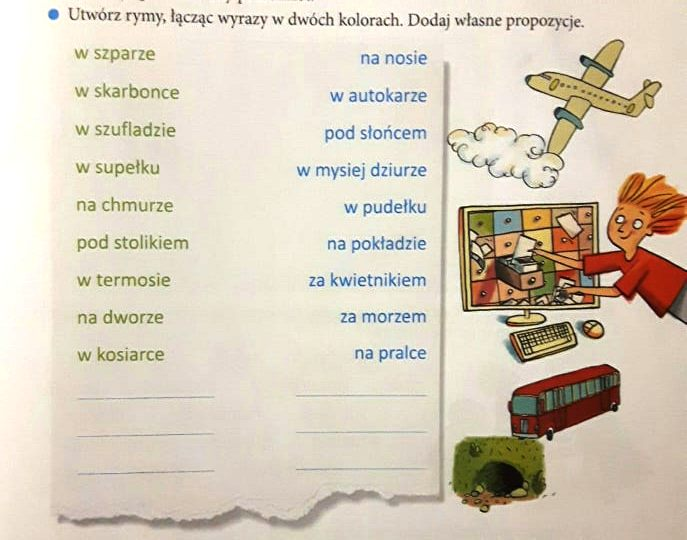 Utwórz rymy, łącząc wyrazy w dwóch kolorach. Dodaj własne propozycje.
w szparze na nosie
w skarbonce w autokarze
w szufladzie pod słońcem
w supełku w mysiej dziurze
na chmurze w pudełku
pod stolikiem na pokładzie
w termosie za kwietnikiem
na dworze za morzem
w kosiarce na pralce